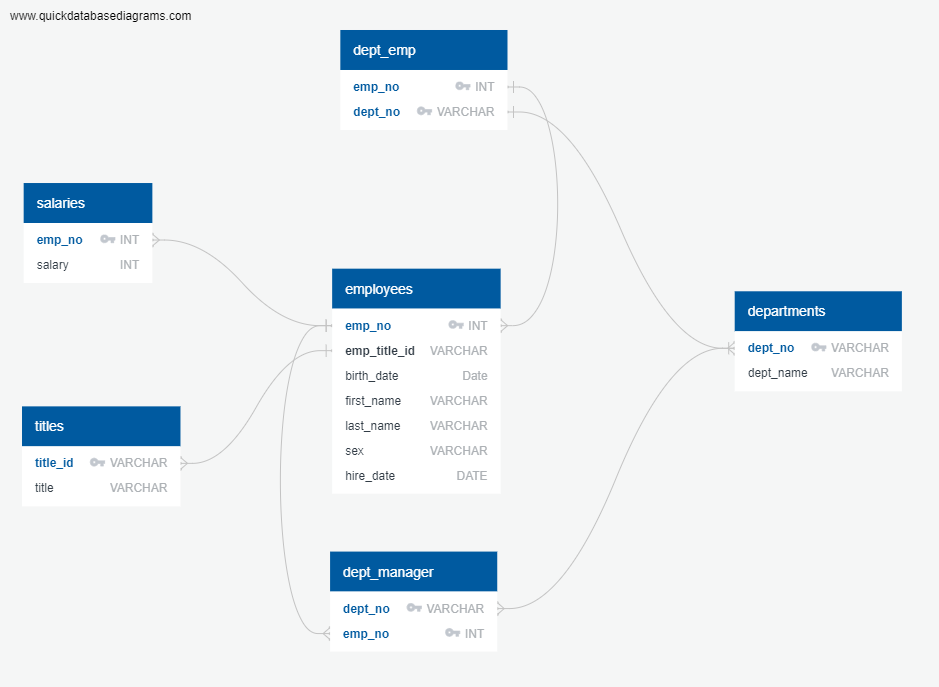 www.quickdatabasediagrams.com
dept_emp
emp_no INT
dept_no VARCHAR
salaries
emp_no INT
salary INT
employees
emp_no INT
emp_title_id VARCHAR
birth_date Date
first_name VARCHAR
last_name VARCHAR
sex VARCHAR
hire_date DATE
departments
dept_no VARCHAR
dept_name VARCHAR
titles
title_id VARCHAR
title VARCHAR
dept_manager
dept_no VARCHAR
emp_no INT